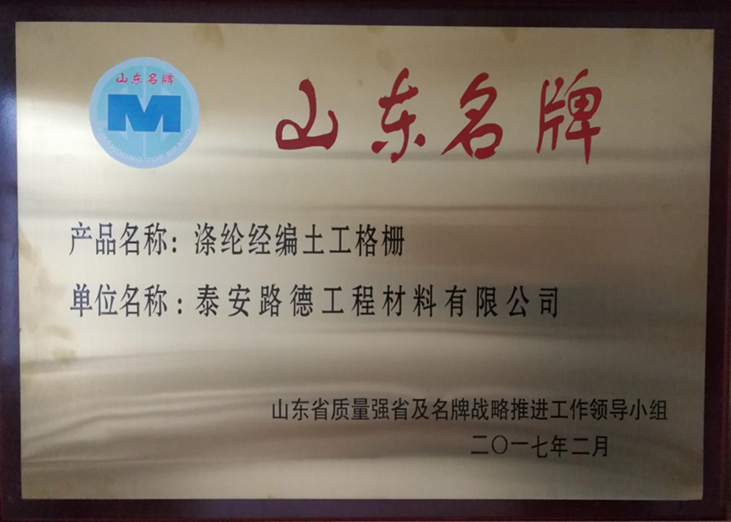 山东名牌
SHANDONG TOP BRAND
山东名牌
产品名称：涤纶经编土工格栅
单位名称：泰安路德工程材料有限公司
山东省质量强省及名牌战略推进工作领导小组
二〇一七年二月